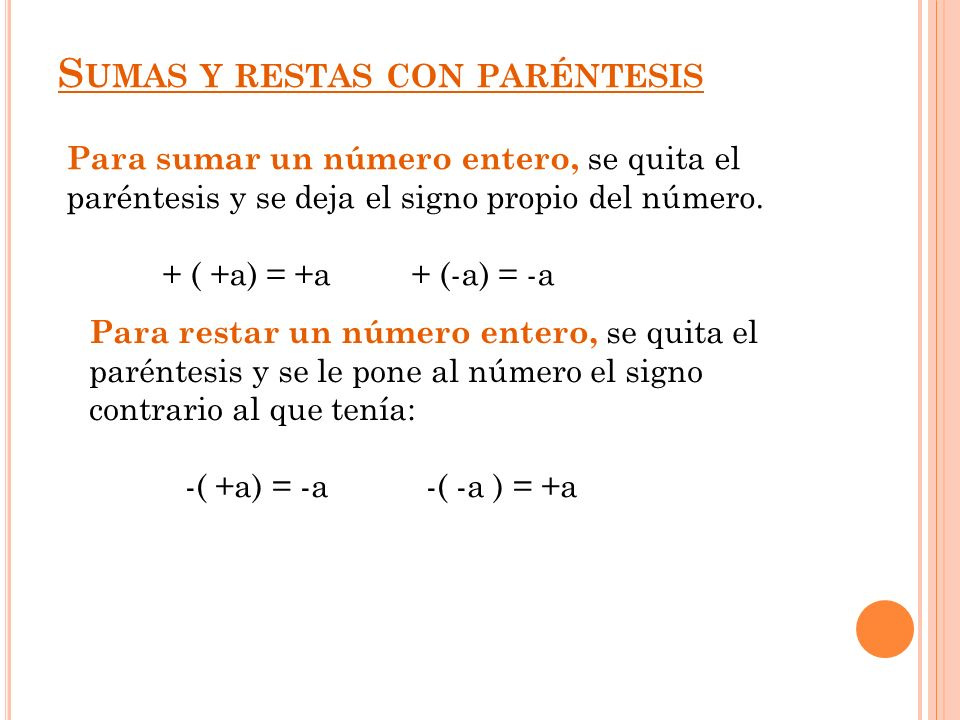 SUMAS Y RESTAS CON PARÉNTESIS
Para sumar un número entero, se quita el
paréntesis y se deja el signo propio del número.
+ ( +a) = +a + (-a) = -a
Para restar un número entero, se quita el
paréntesis y se le pone al número el signo
contrario al que tenía:
-( +a) = -a -( -a ) = +a